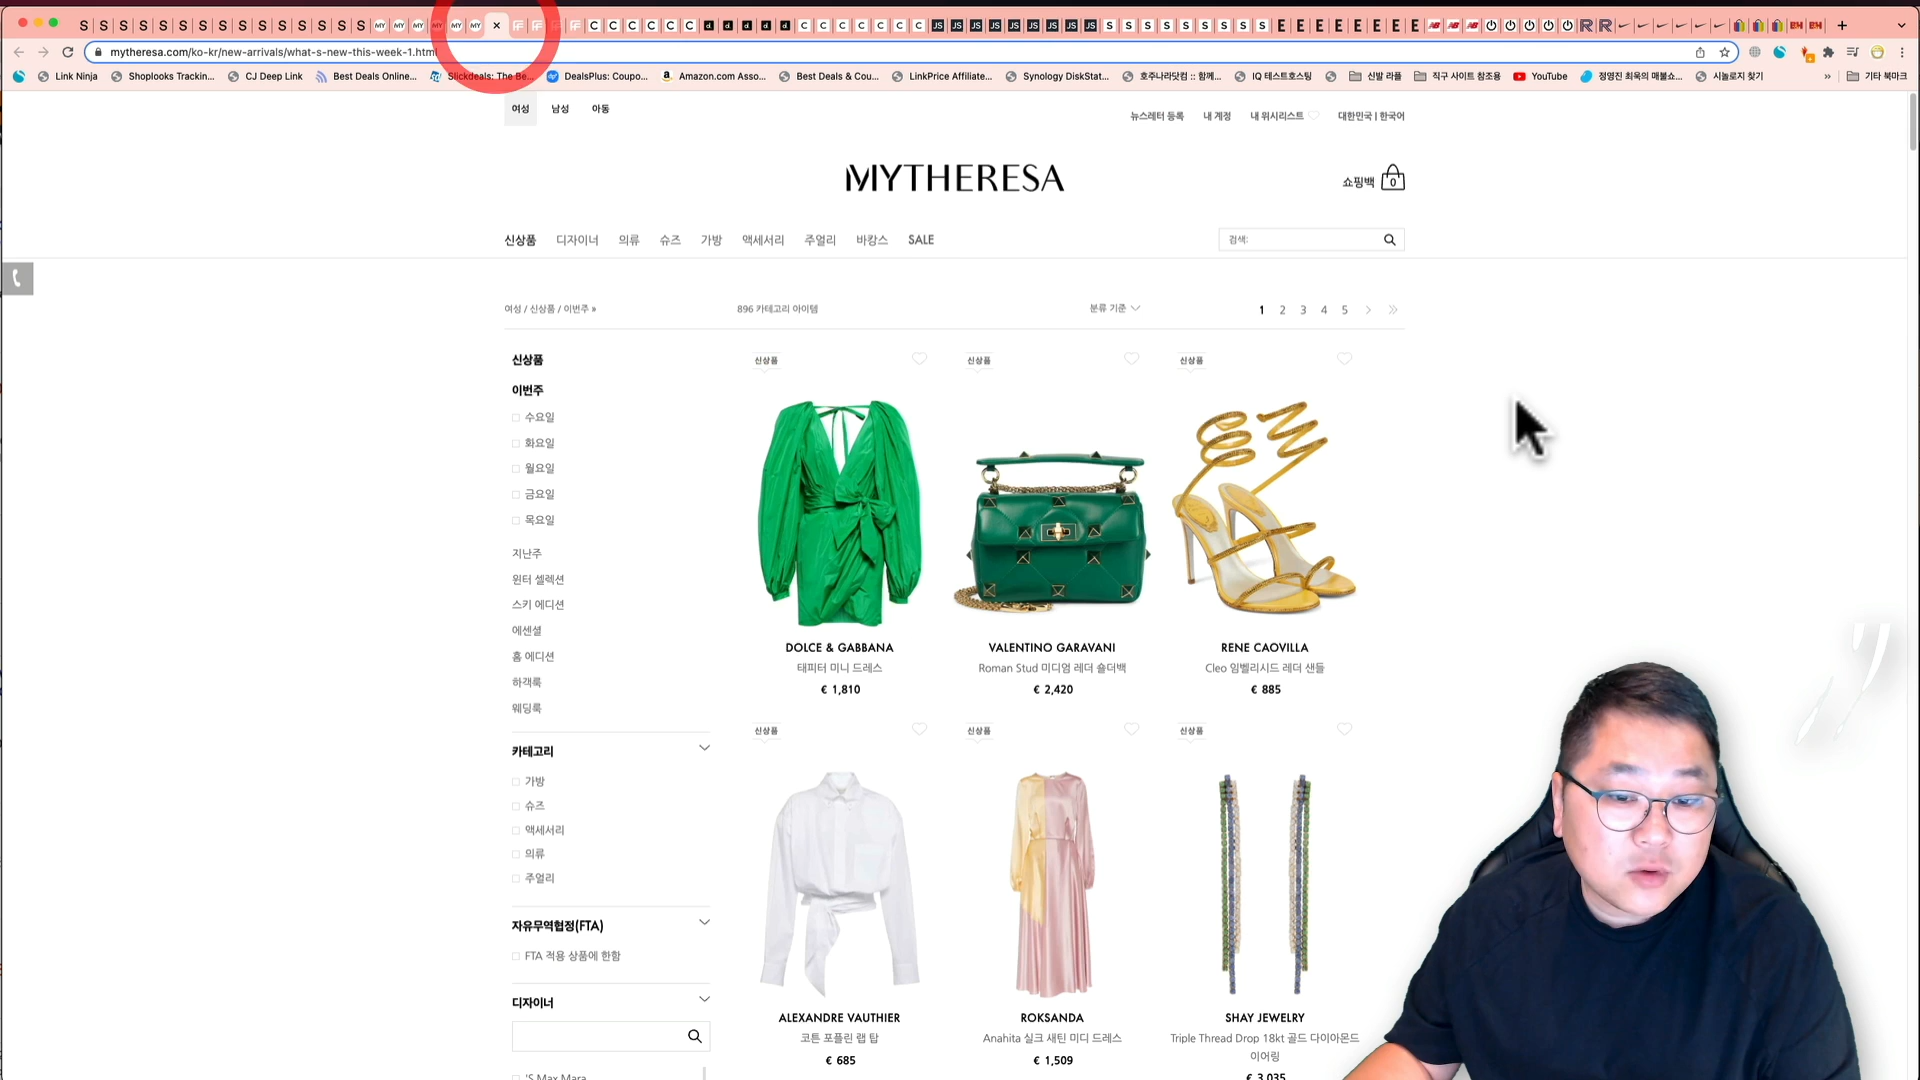 mytheresa.com/ko-kr/new-arrivals/what-s-new-this-week-1.html
Link Ninja
Shoplooks Trackin...
CJ Deep Link
Best Deals Online...
Slickdeals: The Be...
DealsPlus: Coupo...
Amazon.com Asso...
Best Deals & Cou...
LinkPrice Affiliate...
Synology DiskStat...
호주나라닷컴 :: 함께...
IQ 테스트호스팅
신발 라플
직구 사이트 참조용
YouTube
정영진 최욱의 매불쇼...
시놀로지 찾기
»
기타 북마크
여성 남성 아동
뉴스레터 등록 내 계정 내 위시리스트 대한민국 | 한국어
MYTHERESA
쇼핑백 0
신상품 디자이너 의류 슈즈 가방 액세서리 주얼리 바캉스 SALE
검색:
여성 / 신상품 / 이번주 »
896 카테고리 아이템
분류 기준
1 2 3 4 5
신상품
이번주
수요일
화요일
월요일
금요일
목요일
지난주
윈터 셀렉션
스키 에디션
에센셜
홈 에디션
하객룩
웨딩룩
카테고리
가방
슈즈
액세서리
의류
주얼리
자유무역협정(FTA)
FTA 적용 상품에 한함
디자이너
'S Max Mara
신상품
DOLCE & GABBANA
태피터 미니 드레스
€ 1,810
신상품
VALENTINO GARAVANI
Roman Stud 미디엄 레더 숄더백
€ 2,420
신상품
RENE CAOVILLA
Cleo 임벨리시드 레더 샌들
€ 885
신상품
ALEXANDRE VAUTHIER
코튼 포플린 랩 탑
€ 685
신상품
ROKSANDA
Anahita 실크 새틴 미디 드레스
€ 1,509
신상품
SHAY JEWELRY
Triple Thread Drop 18kt 골드 다이아몬드
이어링
€ 3,035